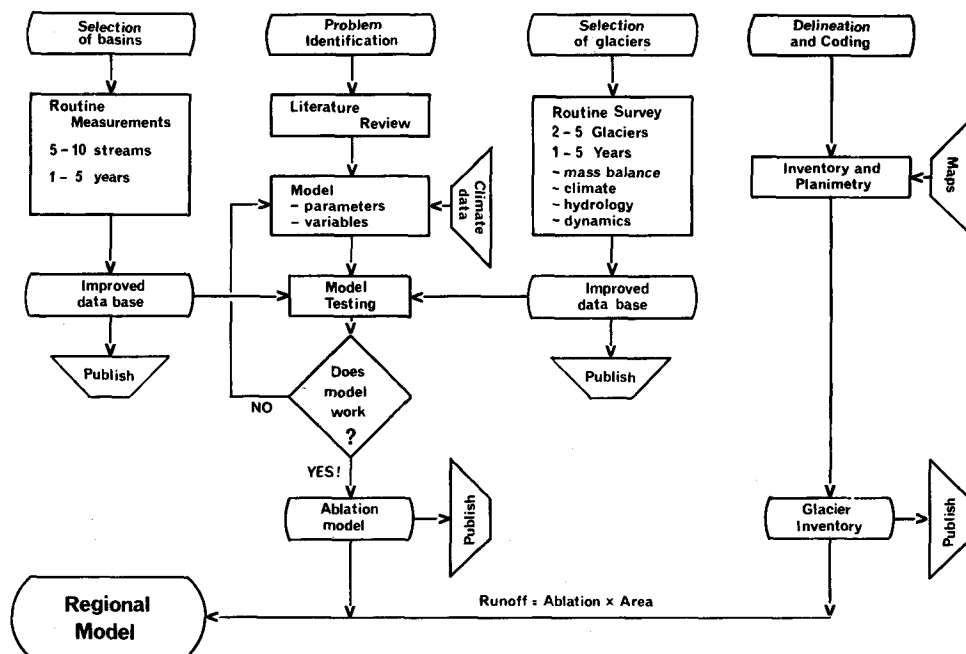 Selection
of basins
Problem
Identification
Selection
of glaciers
Delineation
and Coding
Routine
Measurements
5-10 streams
1-5 years
Literature
Review
Routine Survey
2-5 Glaciers
1-5 Years
~ mass balance
~ climate
~ hydrology
~ dynamics
Inventory and
Planimetry
Maps
Model
- parameters
- variables
Climate
data
Improved
data base
Model
Testing
Improved
data base
Publish
Does
model
work
?
NO
YES!
Publish
Ablation
model
Publish
Glacier
Inventory
Publish
Regional
Model
Runoff = Ablation × Area